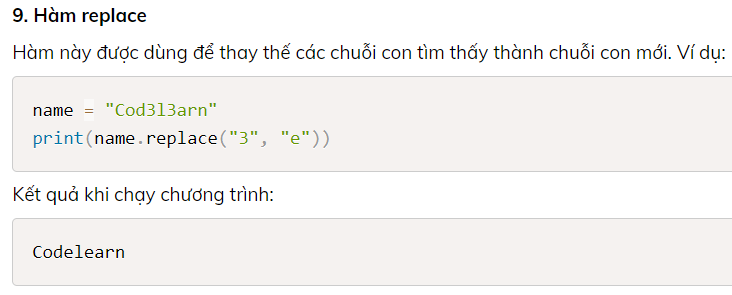 9. Hàm replace
Hàm này được dùng để thay thế các chuỗi con tìm thấy thành chuỗi con mới. Ví dụ:
name = "Cod3l3arn"
print(name.replace("3", "e"))
Kết quả khi chạy chương trình:
Codelearn